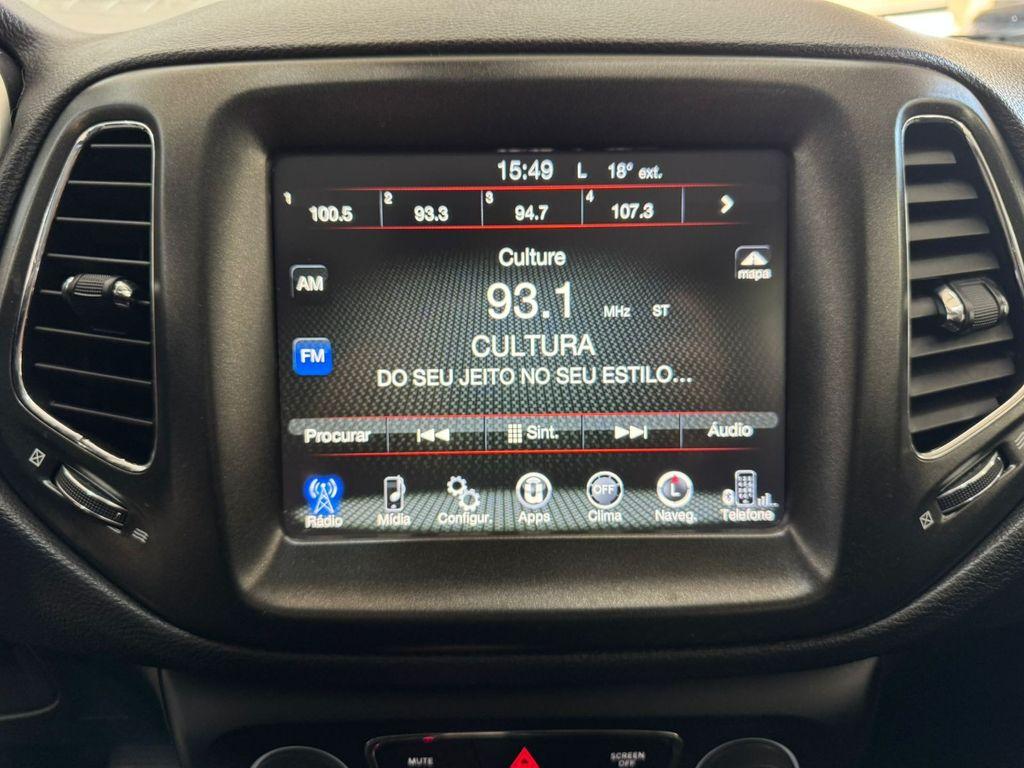 15:49 L 18° ext.
1 100.5 2 93.3 3 94.7 4 107.3
Culture
AM
mapa
93.1 MHz ST
FM
CULTURA
DO SEU JEITO NO SEU ESTILO...
Procurar Sint. Áudio
OFF L
Rádio Mídia Configur. Apps Clima Naveg. Telefone
MUTE SCREEN OFF